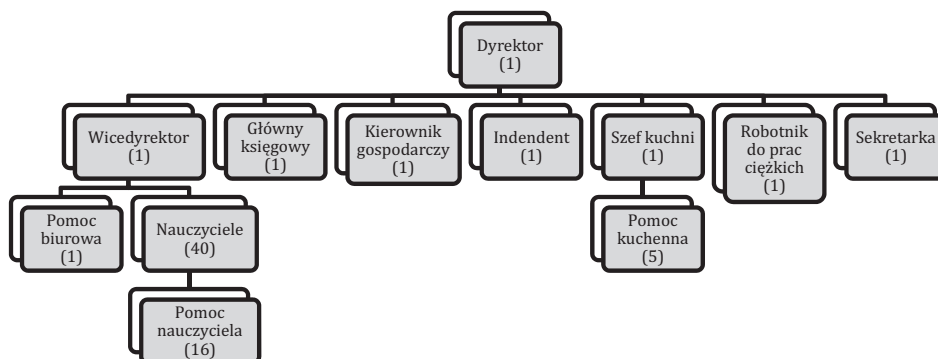 Dyrektor
(1)
Wicedyrektor
(1)
Główny
księgowy
(1)
Kierownik
gospodarczy
(1)
Indendent
(1)
Szef kuchni
(1)
Robotnik
do prac
ciężkich
(1)
Sekretarka
(1)
Pomoc
biurowa
(1)
Nauczyciele
(40)
Pomoc
kuchenna
(5)
Pomoc
nauczyciela
(16)